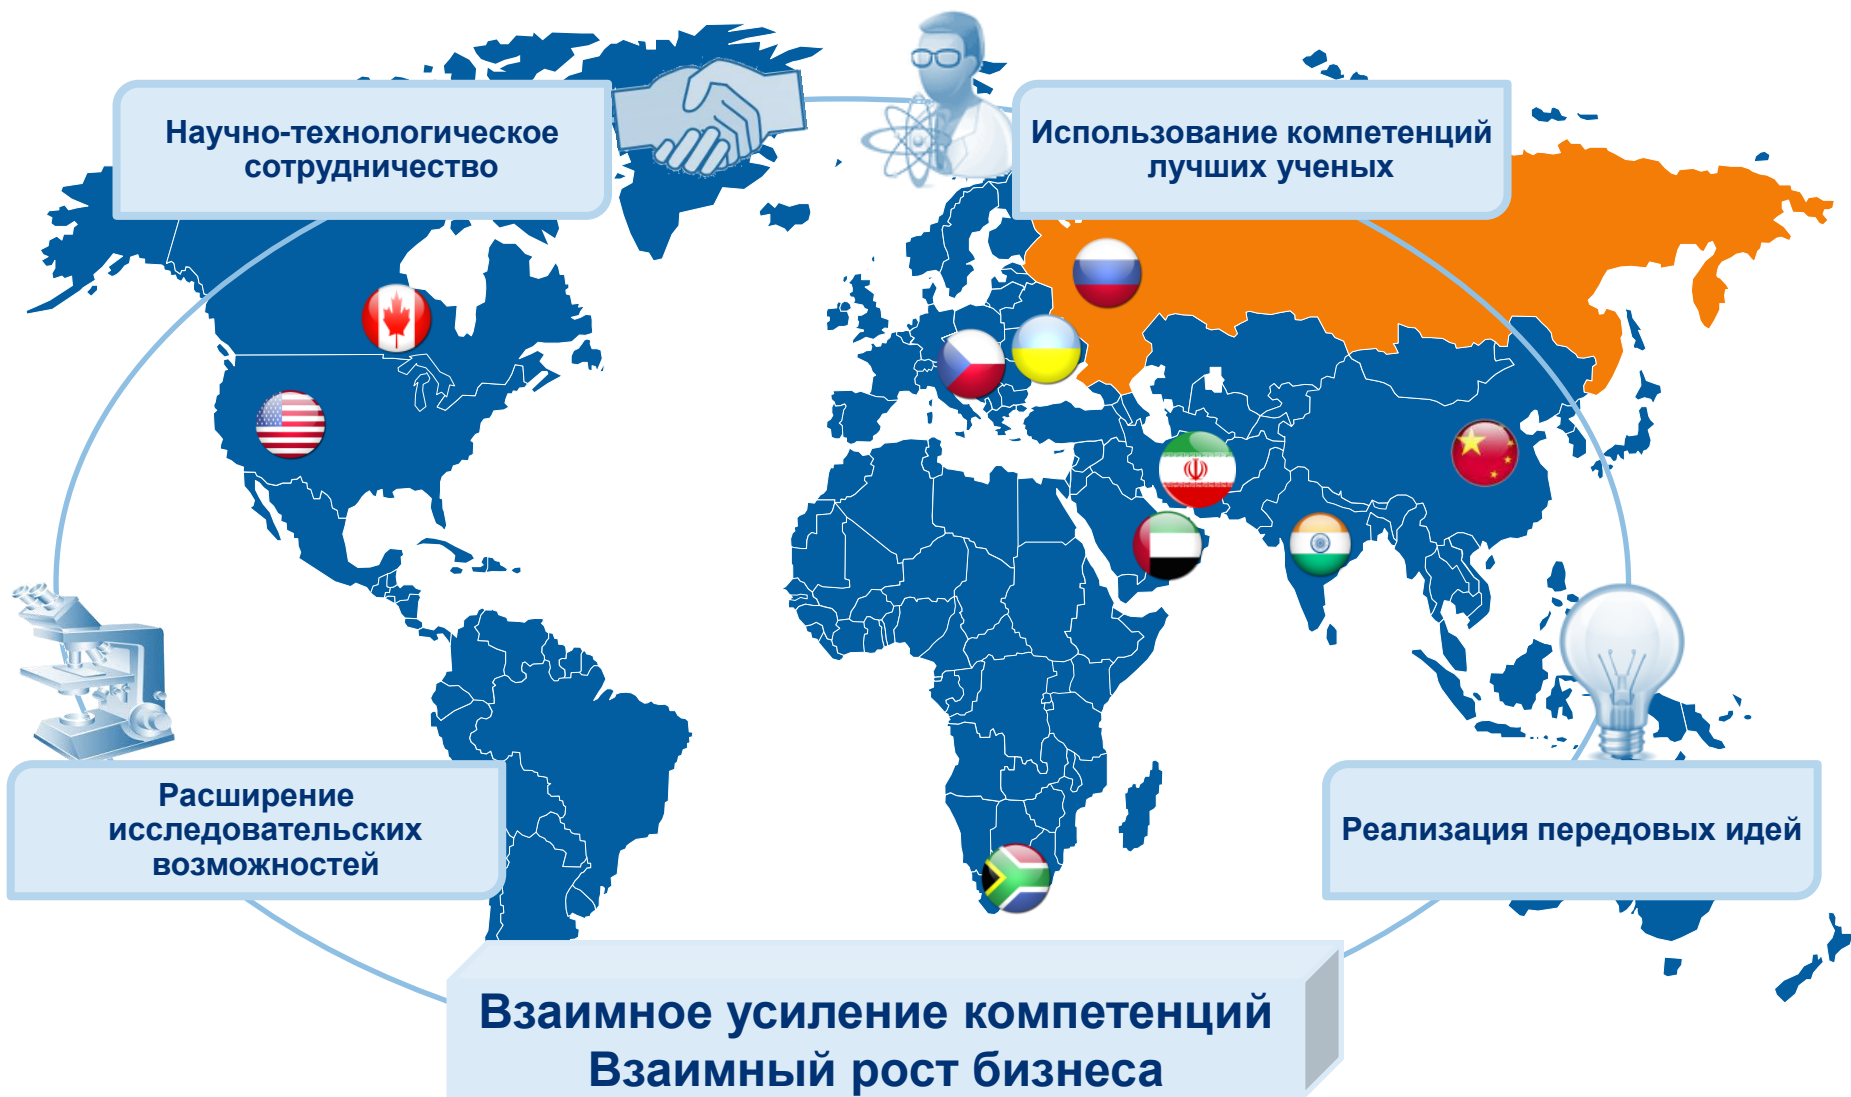 Научно-технологическое
сотрудничество
Использование компетенций
лучших ученых
Расширение
исследовательских
возможностей
Реализация передовых идей
Взаимное усиление компетенций
Взаимный рост бизнеса